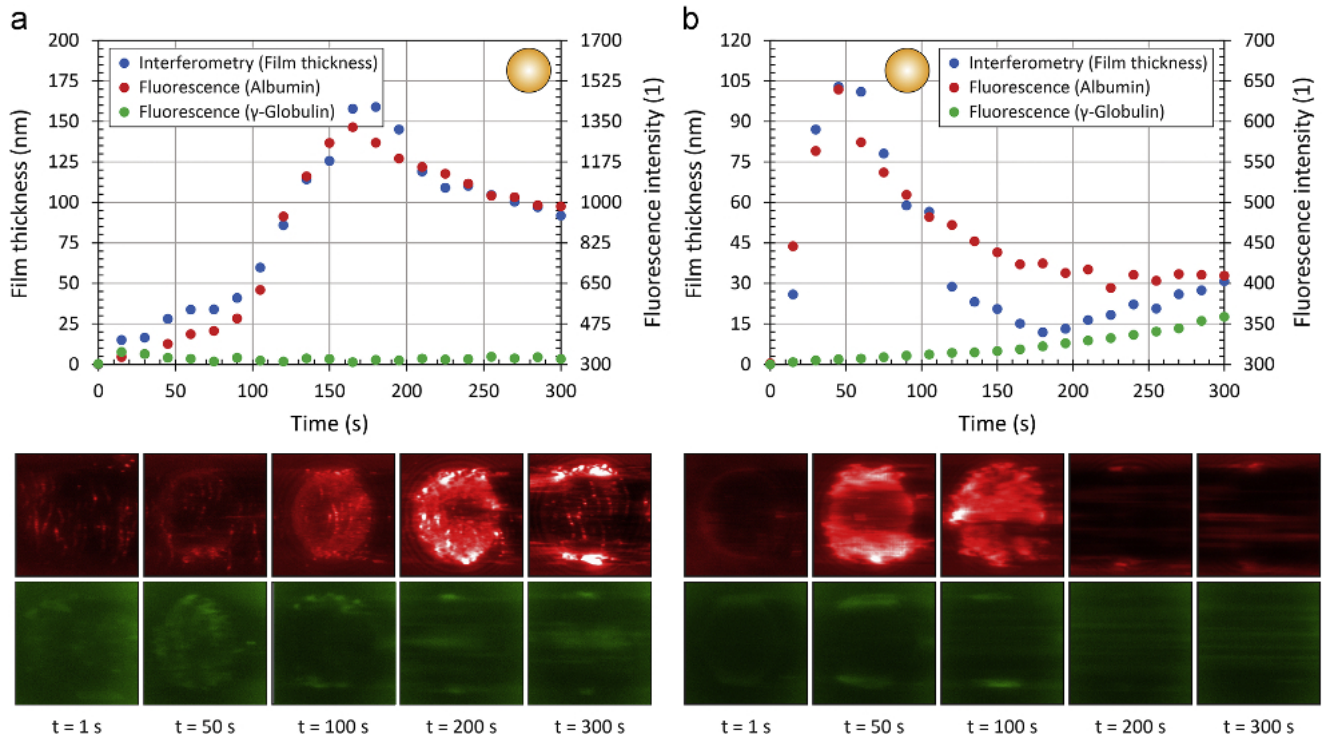 a
200
175
150
125
100
75
50
25
0
Film thickness (nm)
Interferometry (Film thickness)
Fluorescence (Albumin)
Fluorescence (γ-Globulin)
1700
1525
1350
1175
1000
825
650
475
300
Fluorescence intensity (1)
0 50 100 150 200 250 300
Time (s)
b
120
105
90
75
60
45
30
15
0
Film thickness (nm)
Interferometry (Film thickness)
Fluorescence (Albumin)
Fluorescence (γ-Globulin)
700
650
600
550
500
450
400
350
300
Fluorescence intensity (1)
0 50 100 150 200 250 300
Time (s)
t = 1 s t = 50 s t = 100 s t = 200 s t = 300 s
t = 1 s t = 50 s t = 100 s t = 200 s t = 300 s